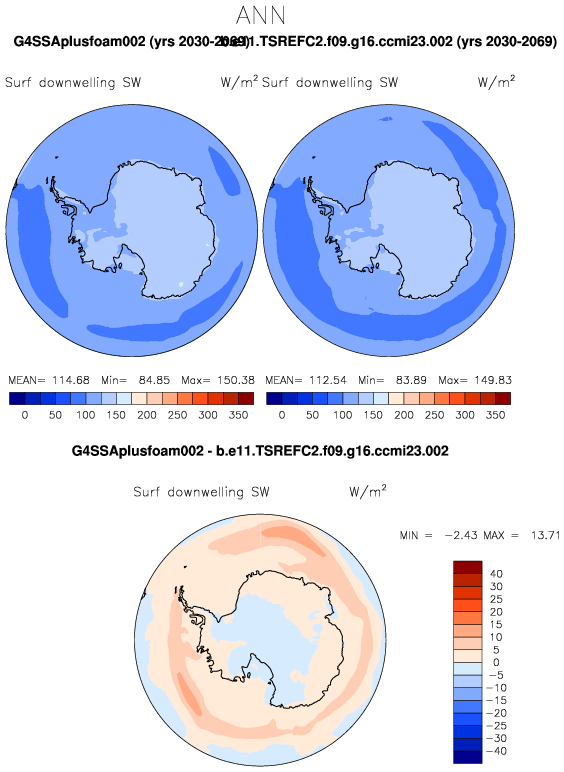 ANN
G4SSAplusfoam002 (yrs 2030-2069) b.e11.TSREFC2.f09.g16.ccmi23.002 (yrs 2030-2069)
Surf downwelling SW W/m² Surf downwelling SW W/m²
MEAN= 114.68 Min= 84.85 Max= 150.38 MEAN= 112.54 Min= 83.89 Max= 149.83
0 50 100 150 200 250 300 350 0 50 100 150 200 250 300 350
G4SSAplusfoam002 - b.e11.TSREFC2.f09.g16.ccmi23.002
Surf downwelling SW W/m²
MIN = -2.43 MAX = 13.71
40
30
25
20
15
10
5
0
-5
-10
-15
-20
-25
-30
-40